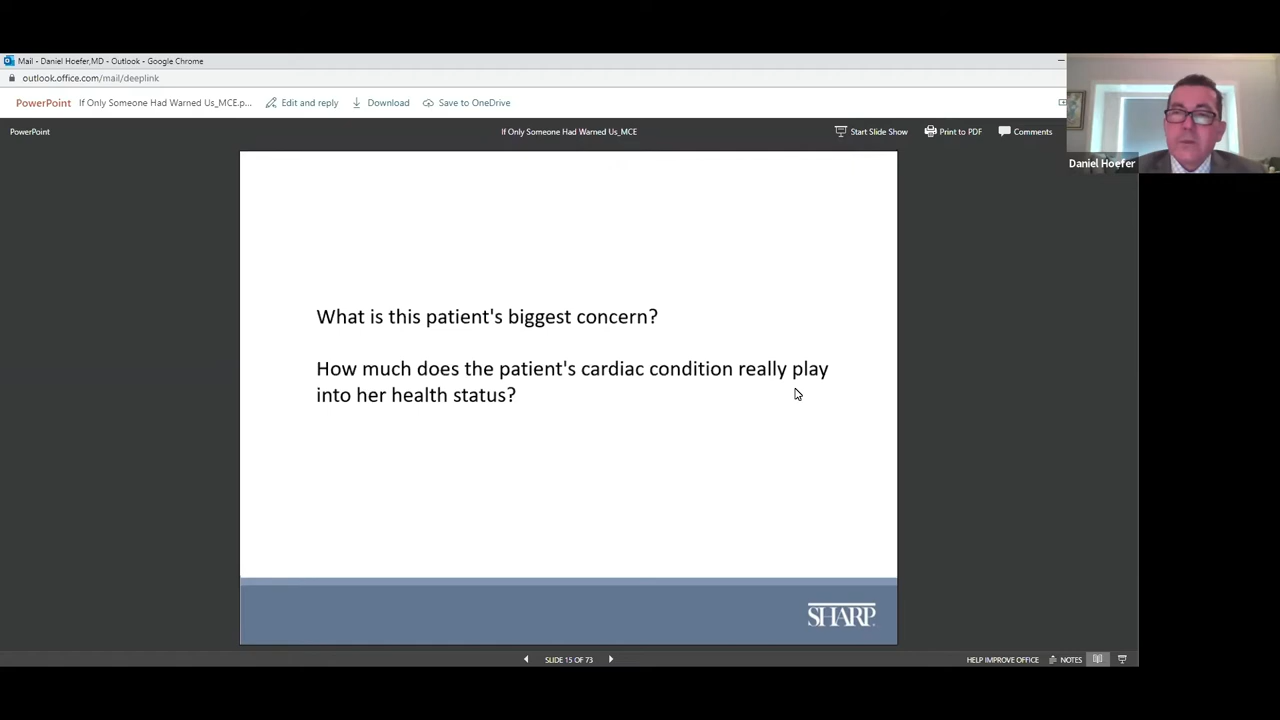 Mail - Daniel Hoefer,MD - Outlook - Google Chrome
outlook.office.com/mail/deeplink
PowerPoint If Only Someone Had Warned Us_MCE.p... Edit and reply Download Save to OneDrive
PowerPoint If Only Someone Had Warned Us_MCE Start Slide Show Print to PDF Comments
Daniel Hoefer
What is this patient's biggest concern?
How much does the patient's cardiac condition really play
into her health status?
SHARP
SLIDE 15 OF 73 HELP IMPROVE OFFICE NOTES